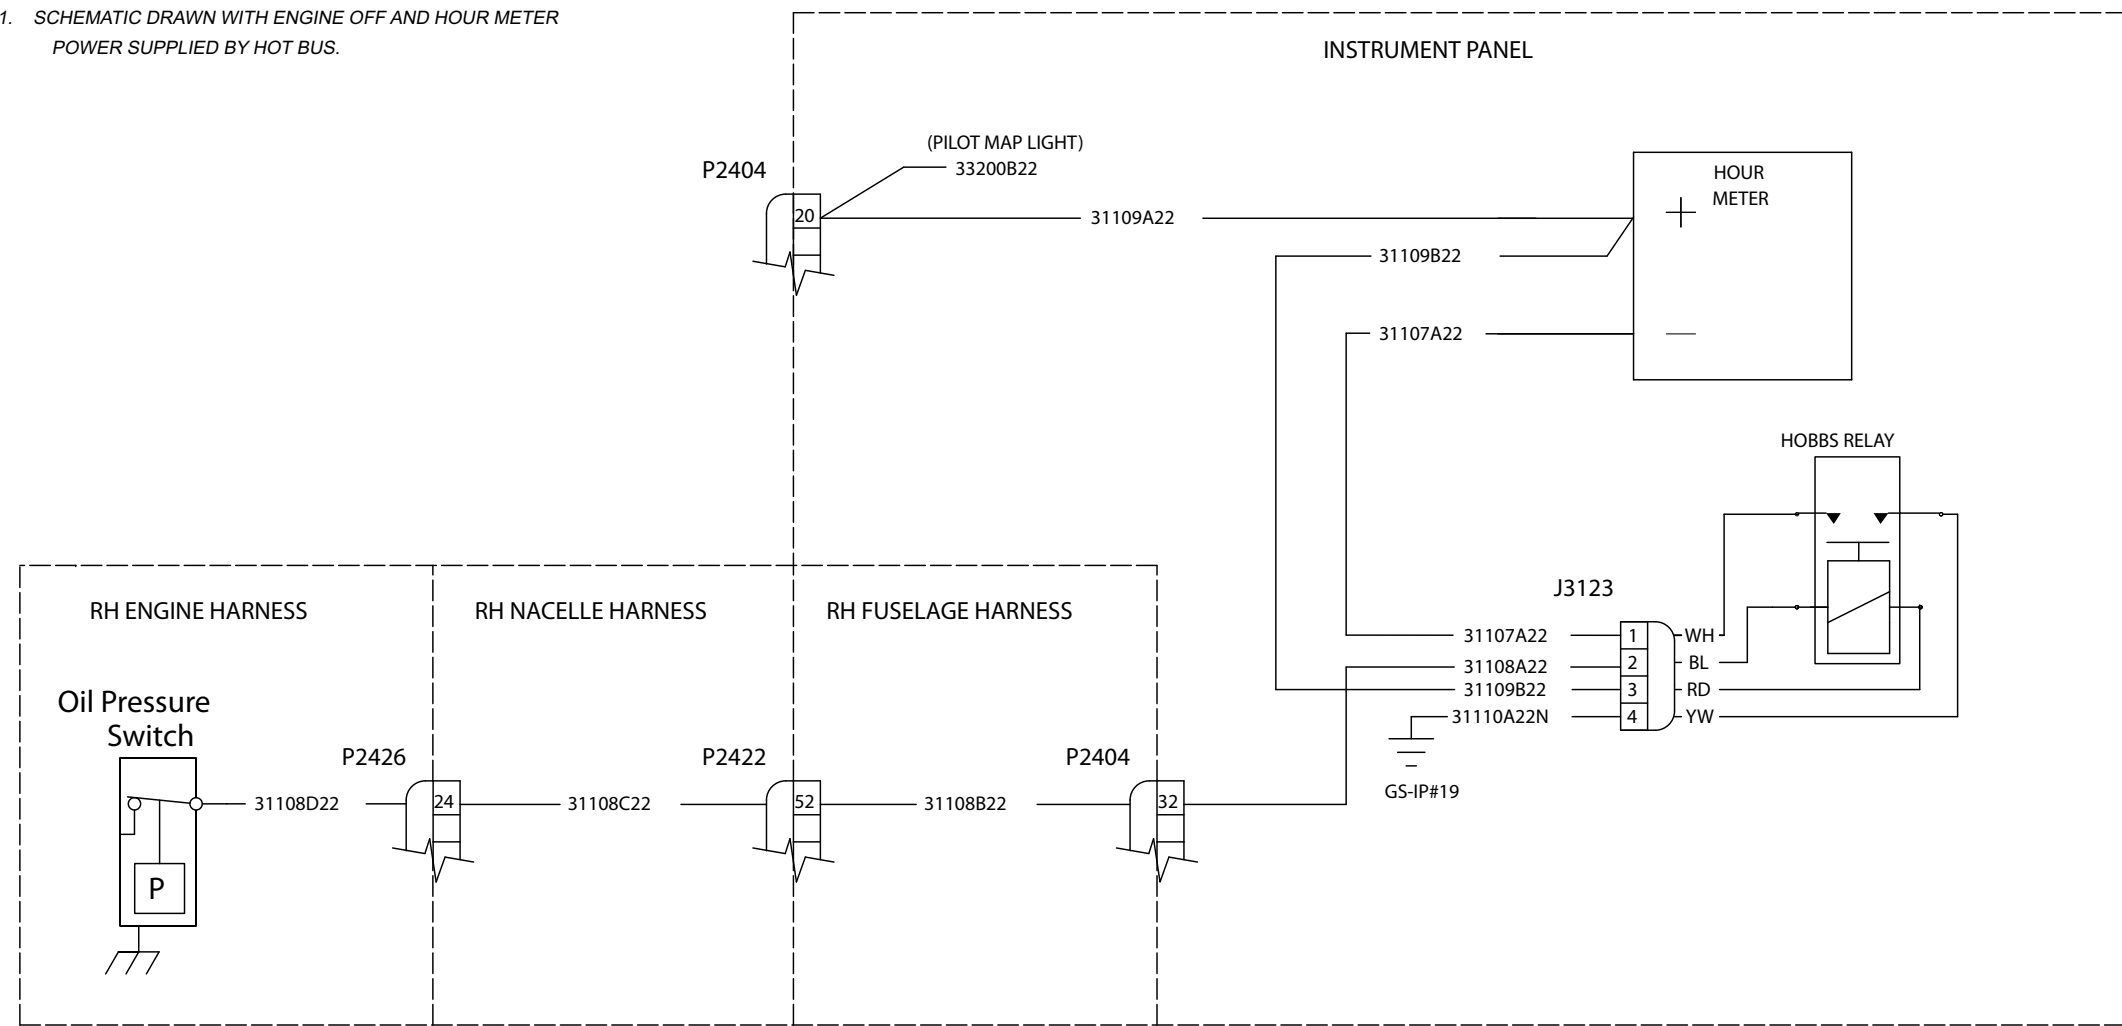 1. SCHEMATIC DRAWN WITH ENGINE OFF AND HOUR METER
POWER SUPPLIED BY HOT BUS.
INSTRUMENT PANEL
(PILOT MAP LIGHT)
33200B22
P2404
20
31109A22
HOUR
METER
+
31109B22
31107A22
—
HOBBS RELAY
J3123
31107A22 1 WH
31108A22 2 BL
31109B22 3 RD
31110A22N 4 YW
GS-IP#19
RH ENGINE HARNESS
RH NACELLE HARNESS
RH FUSELAGE HARNESS
Oil Pressure
Switch
P
31108D22
P2426
24
31108C22
P2422
52
31108B22
P2404
32